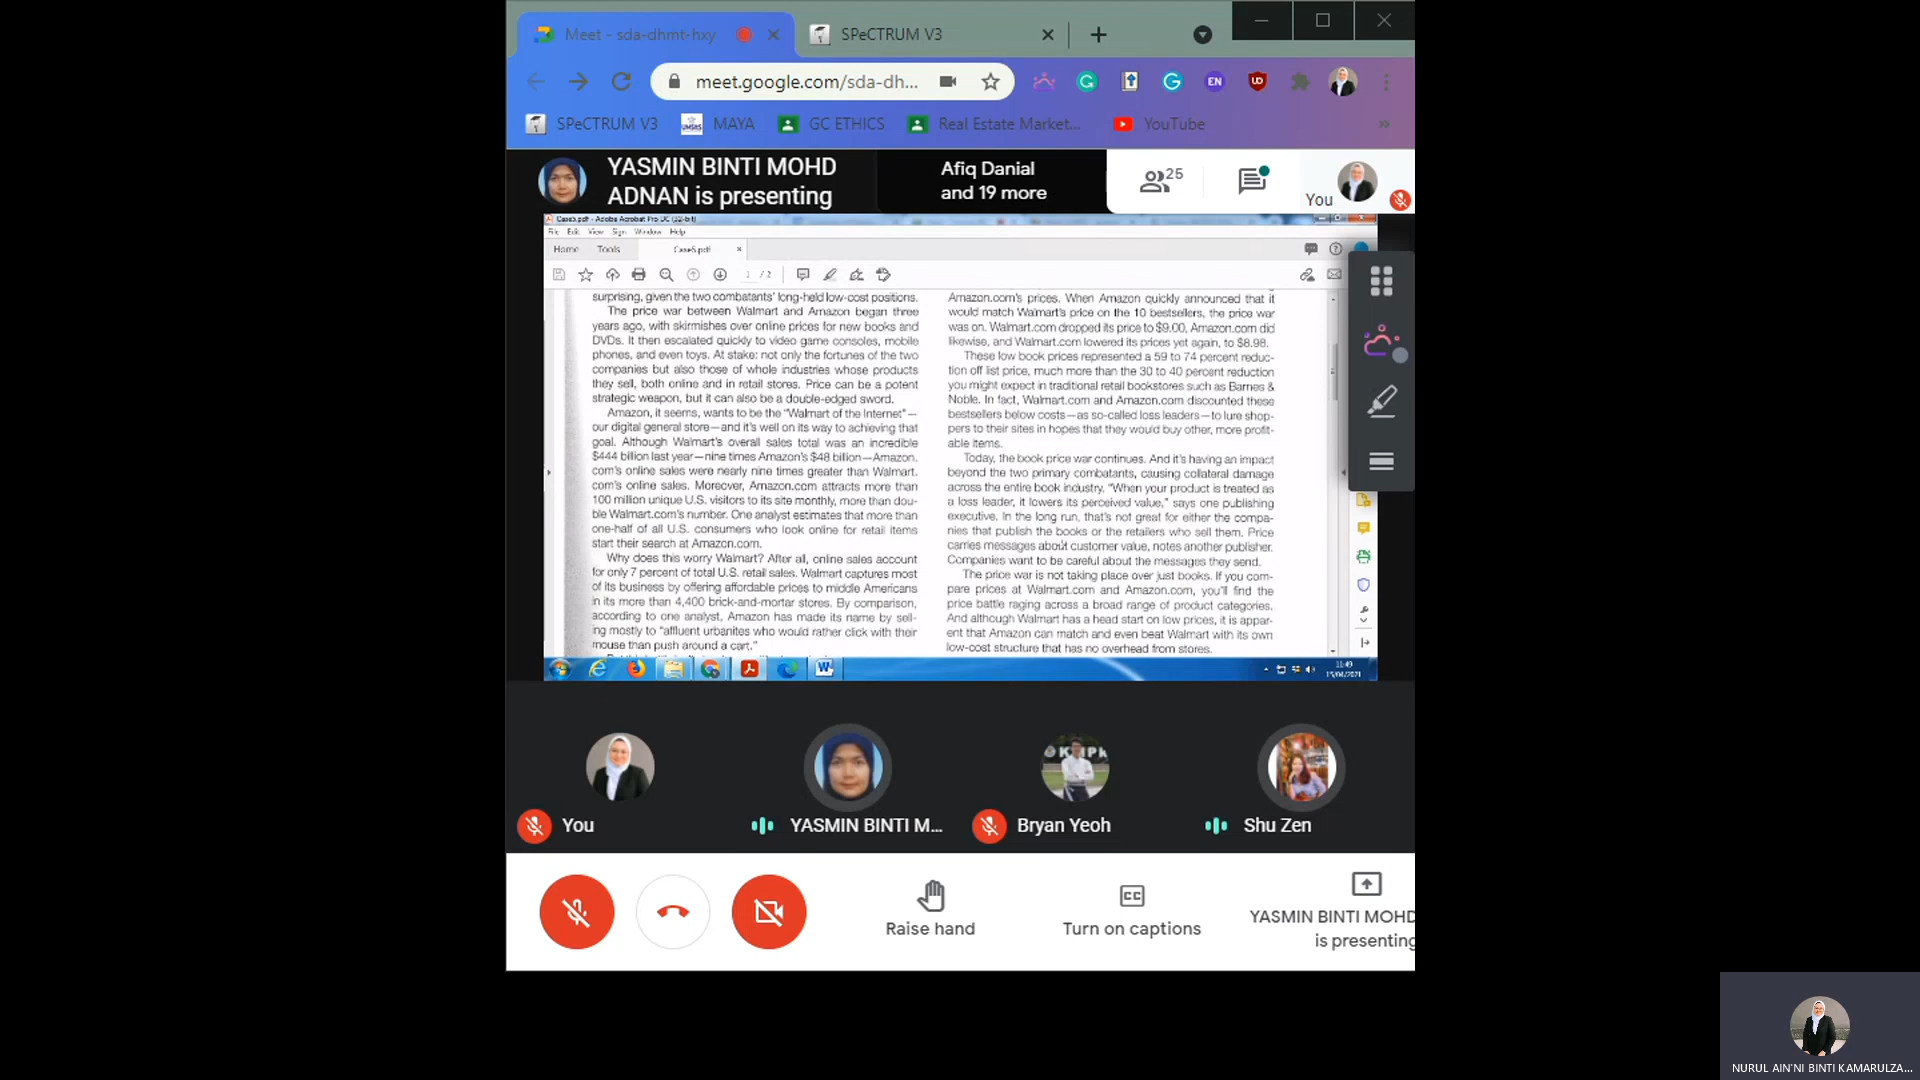 Meet - sda-dhmt-hxy
SPeCTRUM V3
meet.google.com/sda-dh...
EN
SPeCTRUM V3
MAYA
GC ETHICS
Real Estate Market...
YouTube
YASMIN BINTI MOHD
ADNAN is presenting
Afiq Danial
and 19 more
25
You
Case5.pdf - Adobe Acrobat Pro DC (32-bit)
File Edit View Sign Window Help
Home Tools Case5.pdf
1 / 2
surprising, given the two combatants' long-held low-cost positions.
The price war between Walmart and Amazon began three
years ago, with skirmishes over online prices for new books and
DVDs. It then escalated quickly to video game consoles, mobile
phones, and even toys. At stake: not only the fortunes of the two
companies but also those of whole industries whose products
they sell, both online and in retail stores. Price can be a potent
strategic weapon, but it can also be a double-edged sword.
Amazon, it seems, wants to be the "Walmart of the Internet"—
our digital general store—and it's well on its way to achieving that
goal. Although Walmart's overall sales total was an incredible
$444 billion last year—nine times Amazon's $48 billion—Amazon.
com's online sales were nearly nine times greater than Walmart.
com's online sales. Moreover, Amazon.com attracts more than
100 million unique U.S. visitors to its site monthly, more than dou-
ble Walmart.com's number. One analyst estimates that more than
one-half of all U.S. consumers who look online for retail items
start their search at Amazon.com.
Why does this worry Walmart? After all, online sales account
for only 7 percent of total U.S. retail sales. Walmart captures most
of its business by offering affordable prices to middle Americans
in its more than 4,400 brick-and-mortar stores. By comparison,
according to one analyst, Amazon has made its name by sell-
ing mostly to "affluent urbanites who would rather click with their
mouse than push around a cart."
Amazon.com's prices. When Amazon quickly announced that it
would match Walmart's price on the 10 bestsellers, the price war
was on. Walmart.com dropped its price to $9.00, Amazon.com did
likewise, and Walmart.com lowered its prices yet again, to $8.98.
These low book prices represented a 59 to 74 percent reduc-
tion off list price, much more than the 30 to 40 percent reduction
you might expect in traditional retail bookstores such as Barnes &
Noble. In fact, Walmart.com and Amazon.com discounted these
bestsellers below costs—as so-called loss leaders—to lure shop-
pers to their sites in hopes that they would buy other, more profit-
able items.
Today, the book price war continues. And it's having an impact
beyond the two primary combatants, causing collateral damage
across the entire book industry. "When your product is treated as
a loss leader, it lowers its perceived value," says one publishing
executive. In the long run, that's not great for either the compa-
nies that publish the books or the retailers who sell them. Price
carries messages about customer value, notes another publisher.
Companies want to be careful about the messages they send.
The price war is not taking place over just books. If you com-
pare prices at Walmart.com and Amazon.com, you'll find the
price battle raging across a broad range of product categories.
And although Walmart has a head start on low prices, it is appar-
ent that Amazon can match and even beat Walmart with its own
low-cost structure that has no overhead from stores.
11:49
15/04/2021
You
YASMIN BINTI M...
Bryan Yeoh
Shu Zen
Raise hand
Turn on captions
YASMIN BINTI MOHD
is presenting
NURUL AIN'NI BINTI KAMARULZA...